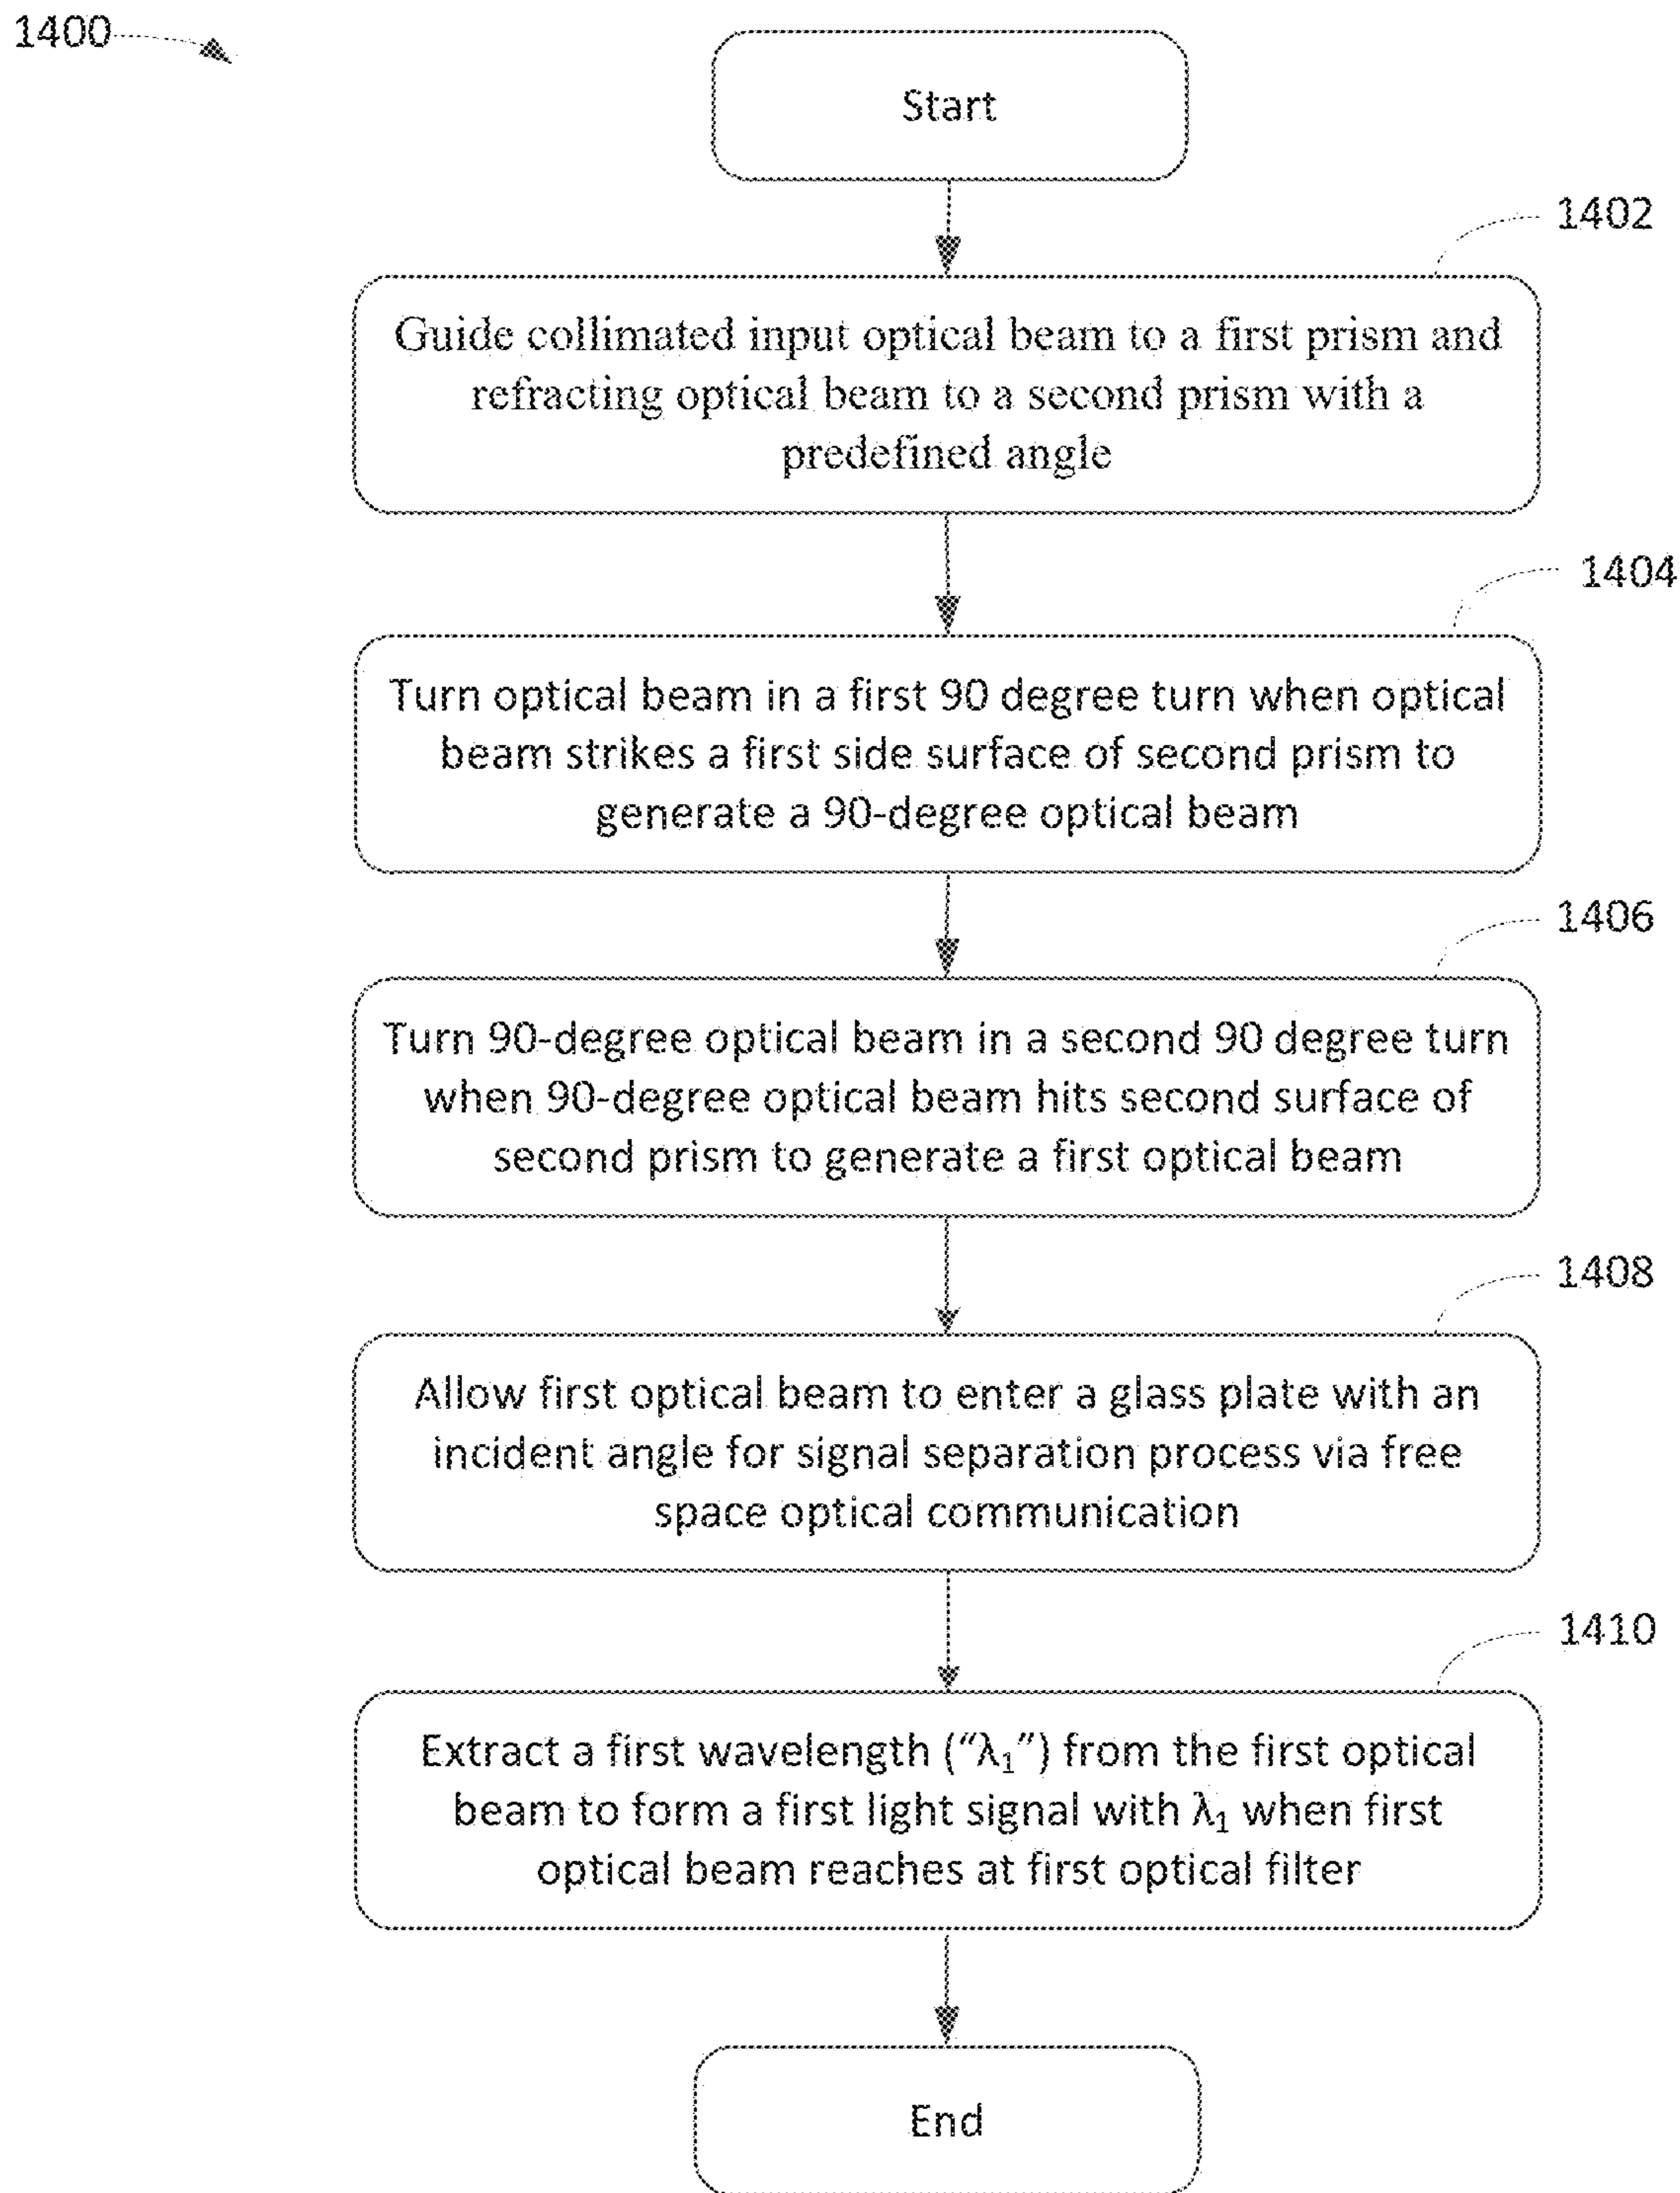 1400
Start
1402
Guide collimated input optical beam to a first prism and
refracting optical beam to a second prism with a
predefined angle
1404
Turn optical beam in a first 90 degree turn when optical
beam strikes a first side surface of second prism to
generate a 90-degree optical beam
1406
Turn 90-degree optical beam in a second 90 degree turn
when 90-degree optical beam hits second surface of
second prism to generate a first optical beam
1408
Allow first optical beam to enter a glass plate with an
incident angle for signal separation process via free
space optical communication
1410
Extract a first wavelength (“λ₁”) from the first optical
beam to form a first light signal with λ₁ when first
optical beam reaches at first optical filter
End